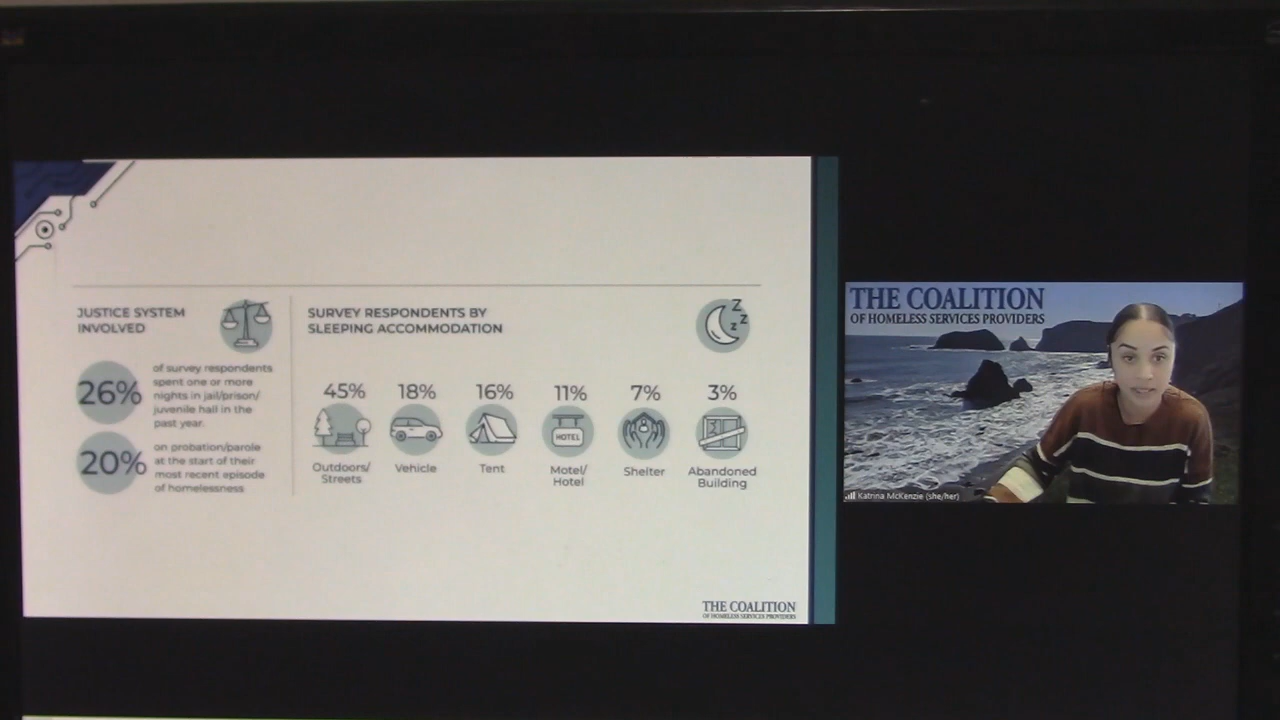 JUSTICE SYSTEM
INVOLVED
26%
of survey respondents
spent one or more
nights in jail/prison/
juvenile hall in the
past year.
20%
on probation/parole
at the start of their
most recent episode
of homelessness
SURVEY RESPONDENTS BY
SLEEPING ACCOMMODATION
Z
Z
z
z
45%
Outdoors/
Streets
18%
Vehicle
16%
Tent
11%
HOTEL
Motel/
Hotel
7%
Shelter
3%
Abandoned
Building
THE COALITION
OF HOMELESS SERVICES PROVIDERS
THE COALITION
OF HOMELESS SERVICES PROVIDERS
Katrina McKenzie (she/her)